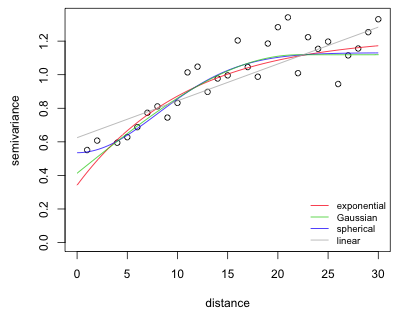 semivariance
0.0 0.2 0.4 0.6 0.8 1.0 1.2
exponential
Gaussian
spherical
linear
0 5 10 15 20 25 30
distance